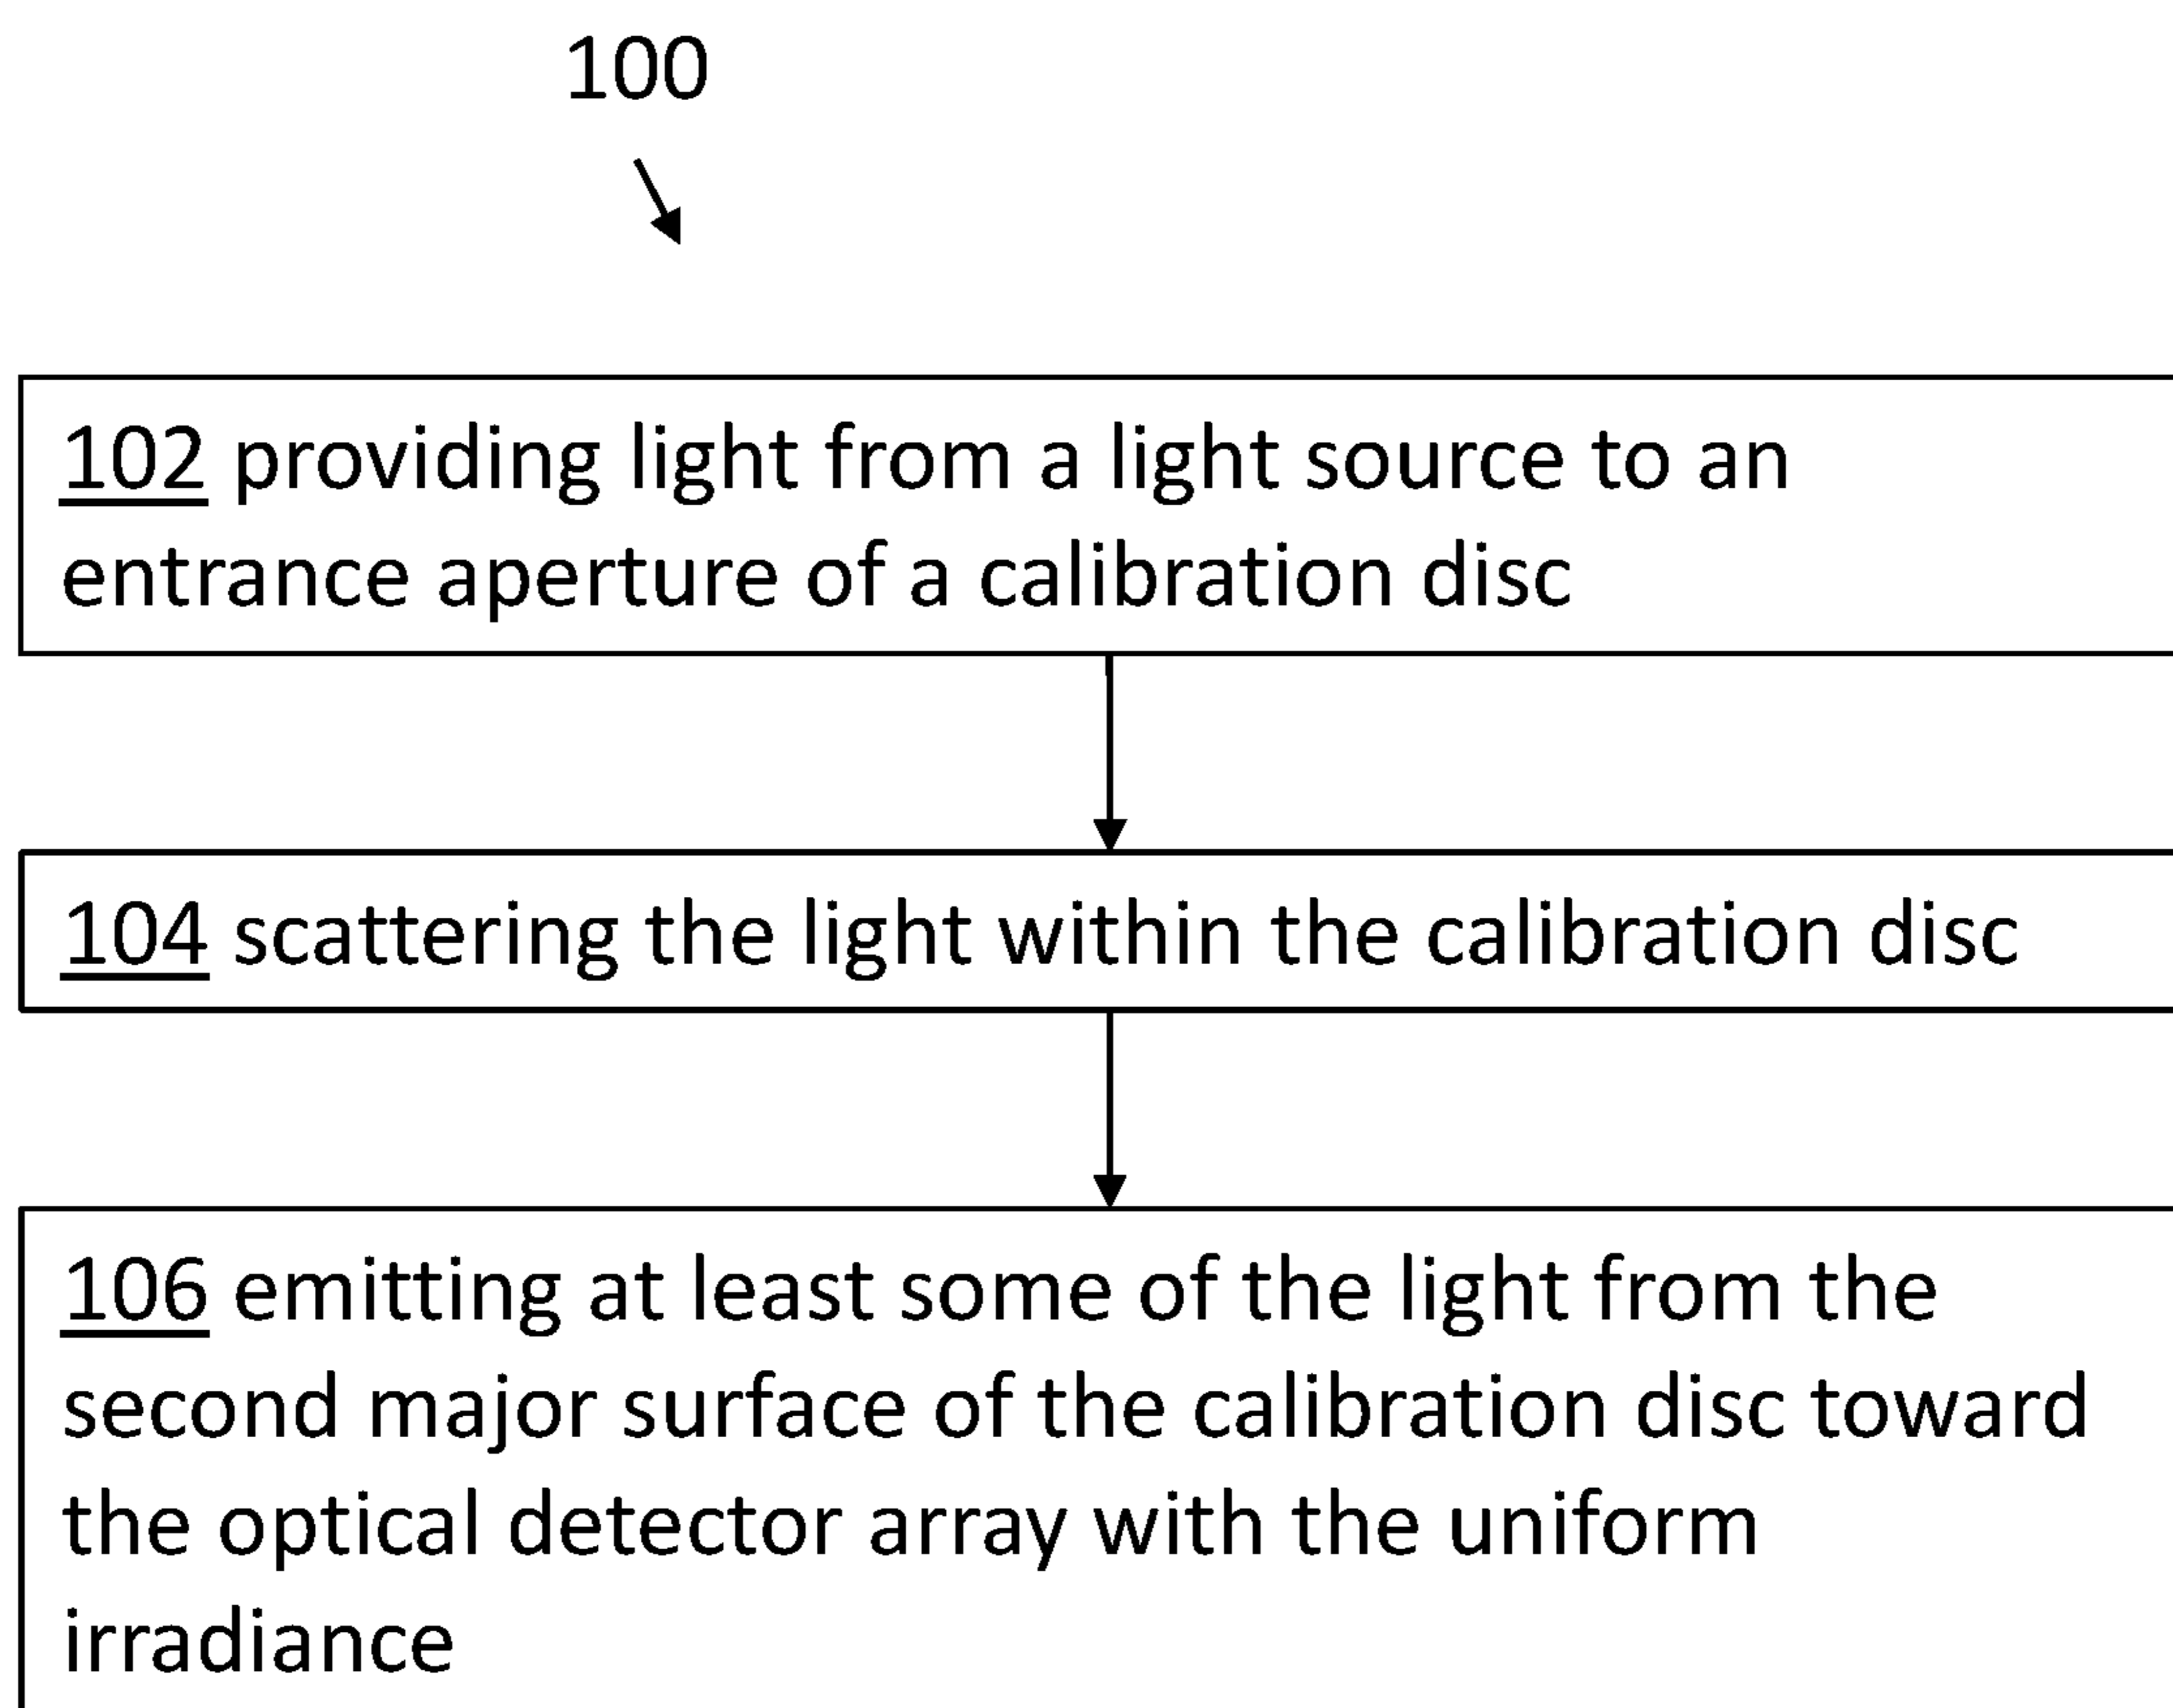 100
102 providing light from a light source to an
entrance aperture of a calibration disc
104 scattering the light within the calibration disc
106 emitting at least some of the light from the
second major surface of the calibration disc toward
the optical detector array with the uniform
irradiance